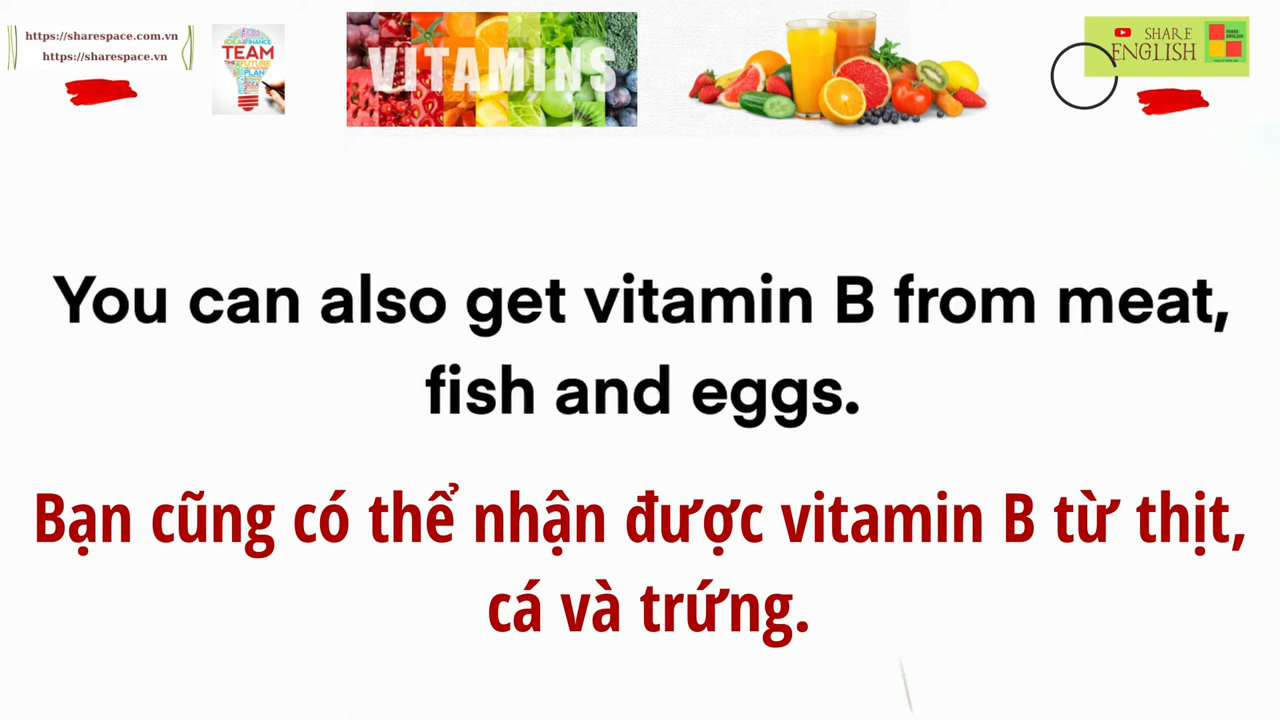 https://sharespace.com.vn
https://sharespace.vn
TEAM
FUTURE
PLAN
VITAMINS
SHARE
ENGLISH
You can also get vitamin B from meat,
fish and eggs.
Bạn cũng có thể nhận được vitamin B từ thịt,
cá và trứng.